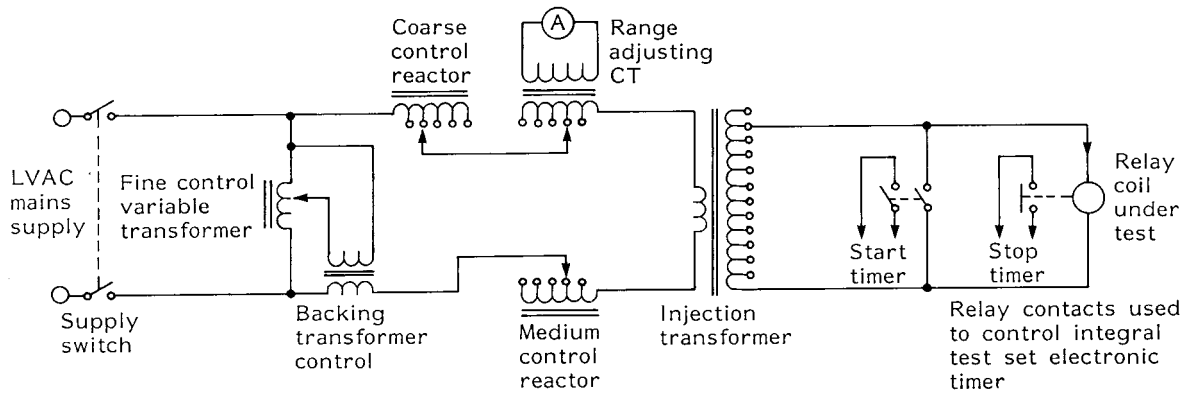 Coarse
control
reactor
A
Range
adjusting
CT
LVAC
mains
supply
Fine control
variable
transformer
Supply
switch
Backing
transformer
control
Medium
control
reactor
Injection
transformer
Start
timer
Stop
timer
Relay
coil
under
test
Relay contacts used
to control integral
test set electronic
timer